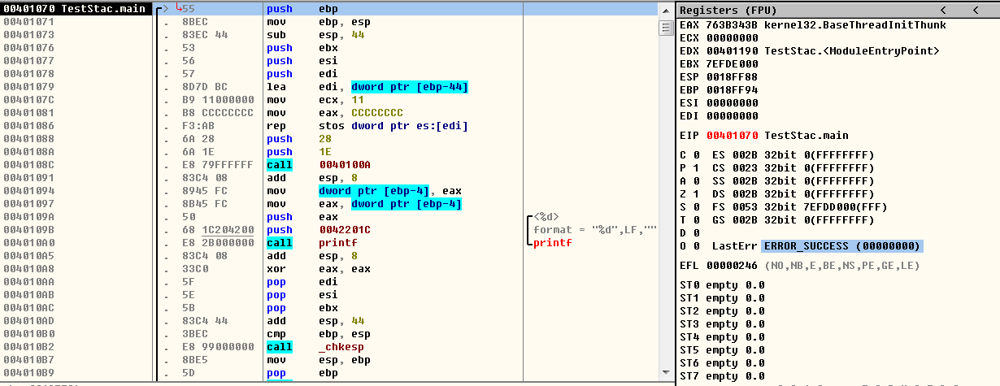 00401070 TestStac.main 55 push ebp
00401071 . 8BEC mov ebp, esp
00401073 . 83EC 44 sub esp, 44
00401076 . 53 push ebx
00401077 . 56 push esi
00401078 . 57 push edi
00401079 . 8D7D BC lea edi, dword ptr [ebp-44]
0040107C . B9 11000000 mov ecx, 11
00401081 . B8 CCCCCCCC mov eax, CCCCCCCC
00401086 . F3:AB rep stos dword ptr es:[edi]
00401088 . 6A 28 push 28
0040108A . 6A 1E push 1E
0040108C . E8 79FFFFFF call 0040100A
00401091 . 83C4 08 add esp, 8
00401094 . 8945 FC mov dword ptr [ebp-4], eax
00401097 . 8B45 FC mov eax, dword ptr [ebp-4]
0040109A . 50 push eax <%d>
0040109B . 68 1C204200 push 0042201C format = "%d",LF,""
004010A0 . E8 2B000000 call printf printf
004010A5 . 83C4 08 add esp, 8
004010A8 . 33C0 xor eax, eax
004010AA . 5F pop edi
004010AB . 5E pop esi
004010AC . 5B pop ebx
004010AD . 83C4 44 add esp, 44
004010B0 . 3BEC cmp ebp, esp
004010B2 . E8 99000000 call _chkesp
004010B7 . 8BE5 mov esp, ebp
004010B9 . 5D pop ebp
Registers (FPU) < <
EAX 763B343B kernel32.BaseThreadInitThunk
ECX 00000000
EDX 00401190 TestStac.<ModuleEntryPoint>
EBX 7EFDE000
ESP 0018FF88
EBP 0018FF94
ESI 00000000
EDI 00000000
EIP 00401070 TestStac.main
C 0 ES 002B 32bit 0(FFFFFFFF)
P 1 CS 0023 32bit 0(FFFFFFFF)
A 0 SS 002B 32bit 0(FFFFFFFF)
Z 1 DS 002B 32bit 0(FFFFFFFF)
S 0 FS 0053 32bit 7EFDD000(FFF)
T 0 GS 002B 32bit 0(FFFFFFFF)
D 0
O 0 LastErr ERROR_SUCCESS (00000000)
EFL 00000246 (NO,NB,E,BE,NS,PE,GE,LE)
ST0 empty 0.0
ST1 empty 0.0
ST2 empty 0.0
ST3 empty 0.0
ST4 empty 0.0
ST5 empty 0.0
ST6 empty 0.0
ST7 empty 0.0